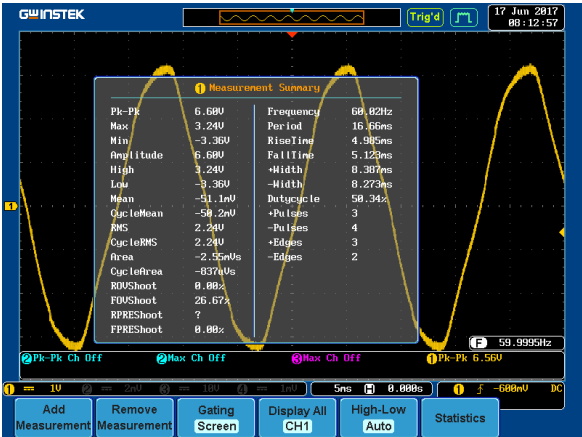 GWINSTEK
Trig'd
17 Jun 2017
08:12:57
1 Measurement Summary
Pk-Pk 6.60V Frequency 60.02Hz
Max 3.24V Period 16.66ms
Min -3.36V RiseTime 4.985ms
Amplitude 6.60V FallTime 5.123ms
High 3.24V +Width 8.387ms
Low -3.36V -Width 8.273ms
Mean -51.1mV Dutycycle 50.34%
CycleMean -50.2mV +Pulses 3
RMS 2.24V -Pulses 4
CycleRMS 2.24V +Edges 3
Area -2.55mVs -Edges 2
CycleArea -837uVs
ROVShoot 0.00%
FOVShoot 26.67%
RPREShoot ?
FPREShoot 0.00%
1
F 59.9995Hz
2 Pk-Pk Ch Off 2 Max Ch Off 3 Max Ch Off 1 Pk-Pk 6.56V
1 1V 2 2mV 3 10V 4 1mV 5ms H 0.000s 1 -600mV DC
Add Measurement
Remove Measurement
Gating
Screen
Display All
CH1
High-Low
Auto
Statistics